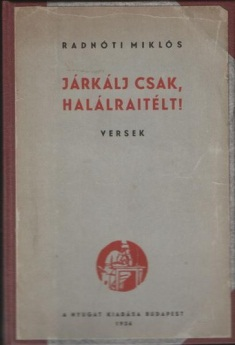 RADNÓTI MIKLÓS
JÁRKÁLJ CSAK,
HALÁLRAITÉLT!
VERSEK
A NYUGAT KIADÁSA BUDAPEST
1936